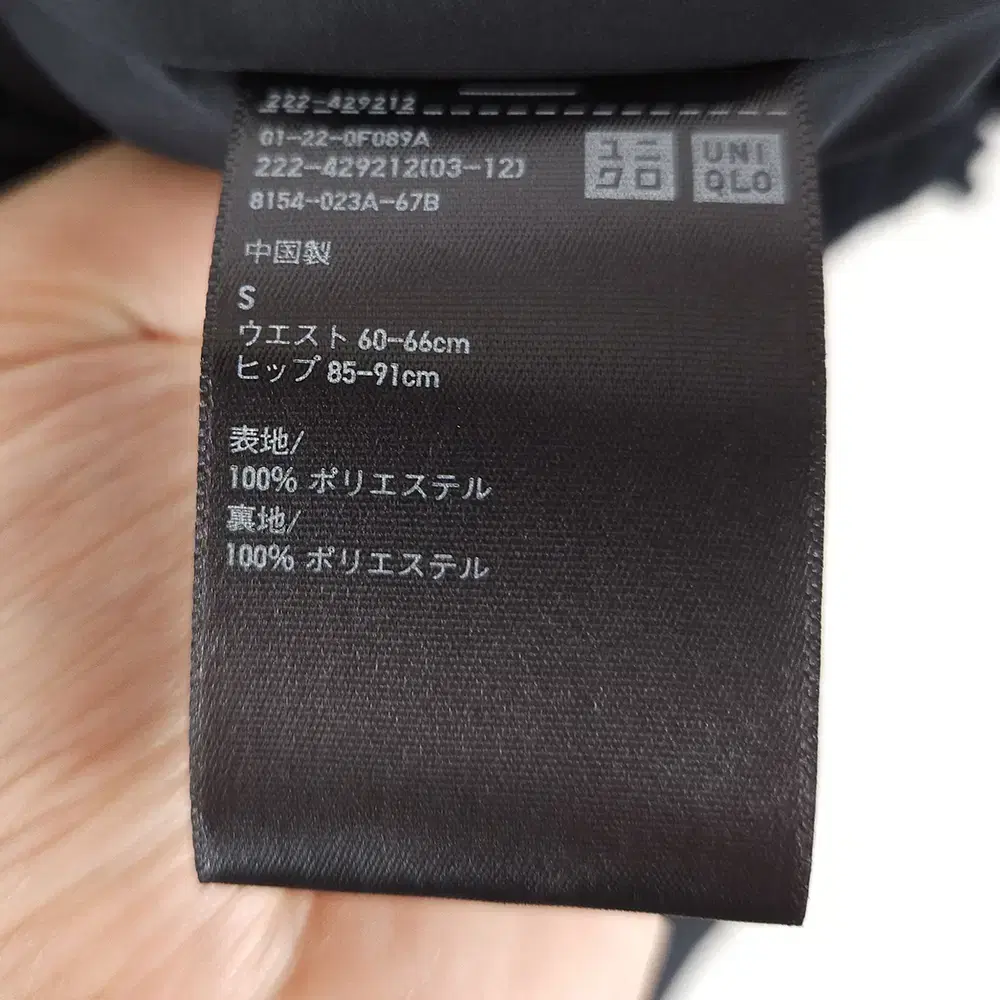 222-429212
01-22-0F089A
222-429212(03-12)
8154-023A-67B
ユニクロ
UNIQLO
中国製
S
ウエスト 60-66cm
ヒップ 85-91cm
表地/
100% ポリエステル
裏地/
100% ポリエステル